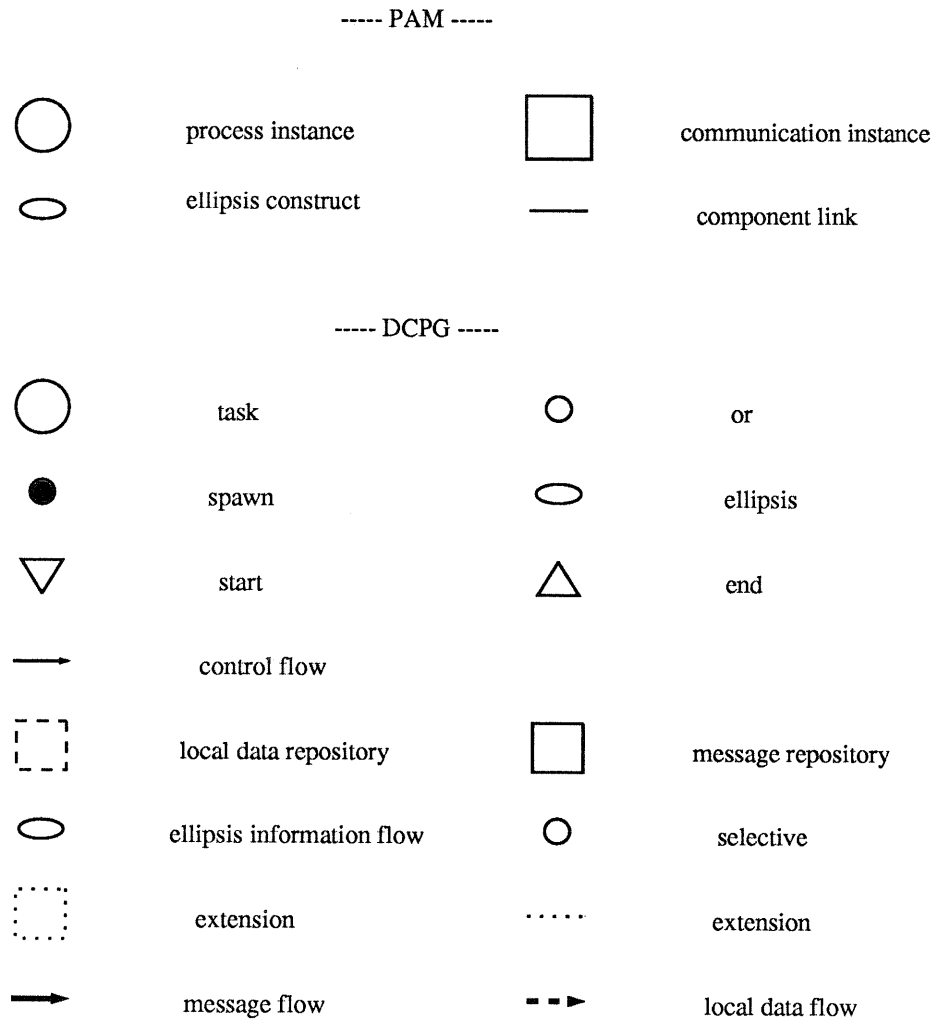 ----- PAM -----
process instance
communication instance
ellipsis construct
component link
----- DCPG -----
task
or
spawn
ellipsis
start
end
control flow
local data repository
message repository
ellipsis information flow
selective
extension
extension
message flow
local data flow